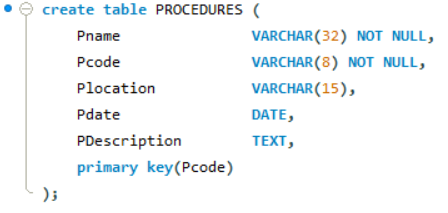 create table PROCEDURES (
Pname VARCHAR(32) NOT NULL,
Pcode VARCHAR(8) NOT NULL,
Plocation VARCHAR(15),
Pdate DATE,
PDescription TEXT,
primary key(Pcode)
);